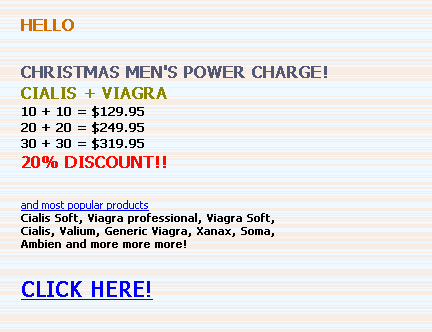 HELLO
CHRISTMAS MEN'S POWER CHARGE!
CIALIS + VIAGRA
10 + 10 = $129.95
20 + 20 = $249.95
30 + 30 = $319.95
20% DISCOUNT!!
and most popular products
Cialis Soft, Viagra professional, Viagra Soft,
Cialis, Valium, Generic Viagra, Xanax, Soma,
Ambien and more more more!
CLICK HERE!